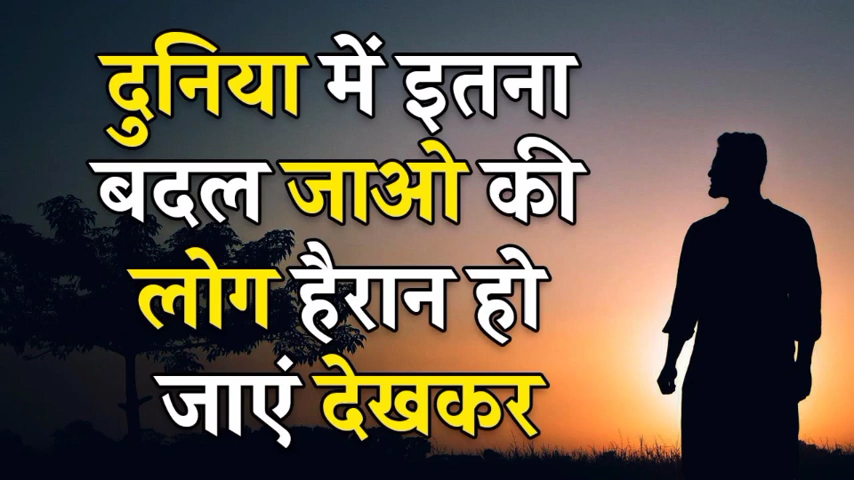 दुनिया में इतना
बदल जाओ की
लोग हैरान हो
जाएं देखकर